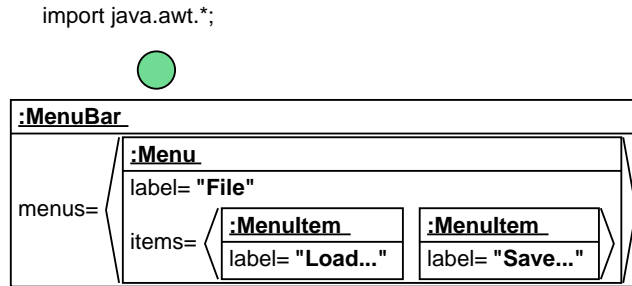 import java.awt.*;
:MenuBar
:Menu
label= "File"
menus=
items=
:MenuItem
label= "Load..."
:MenuItem
label= "Save..."